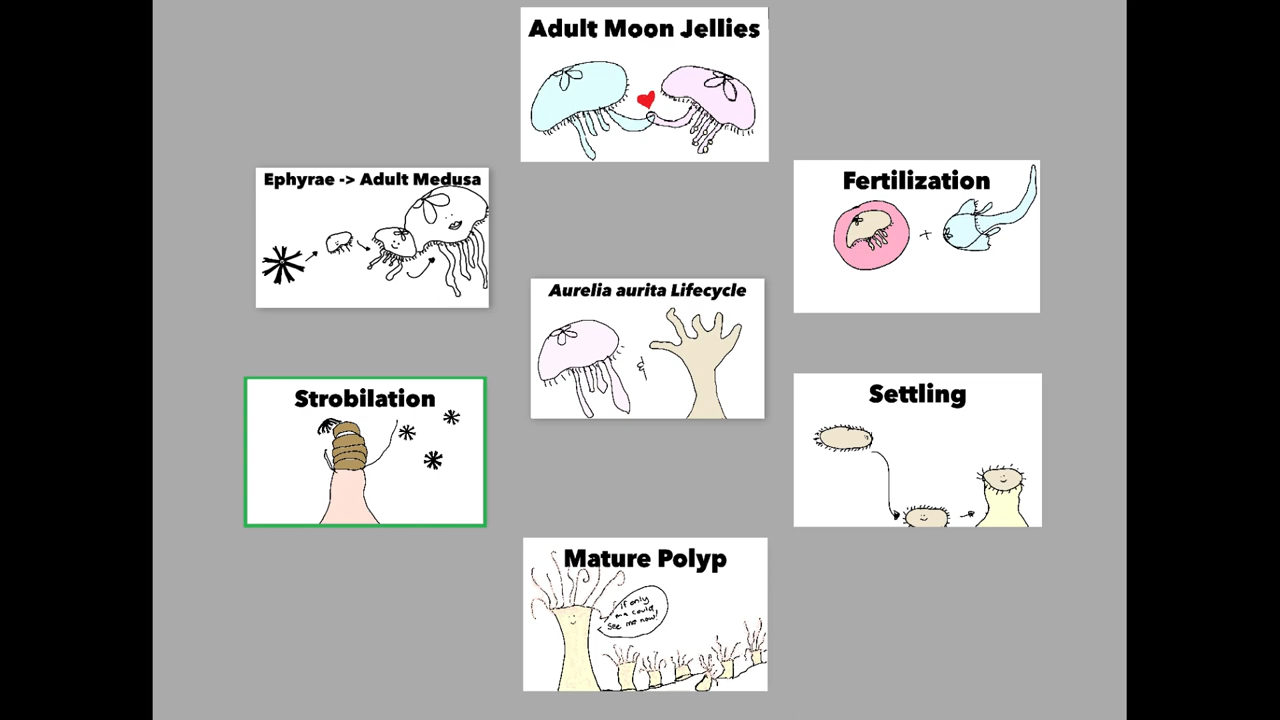 Adult Moon Jellies
Ephyrae -> Adult Medusa
Fertilization
Aurelia aurita Lifecycle
Strobilation
Settling
Mature Polyp
If only
ma could
see me now!